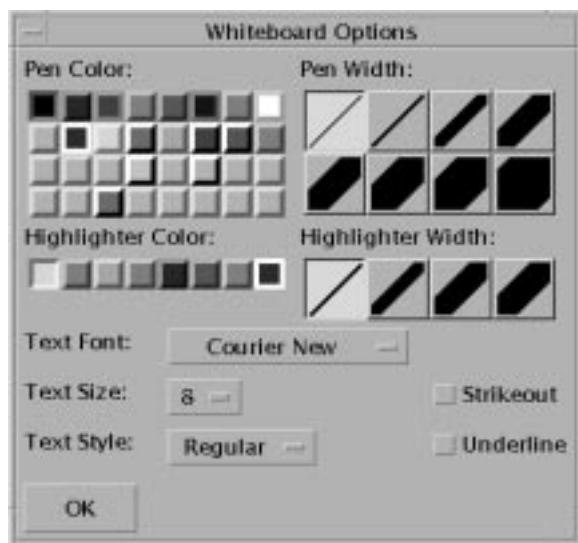 Whiteboard Options
Pen Color: Pen Width:
Highlighter Color: Highlighter Width:
Text Font: Courier New
Text Size: 8 Strikeout
Text Style: Regular Underline
OK